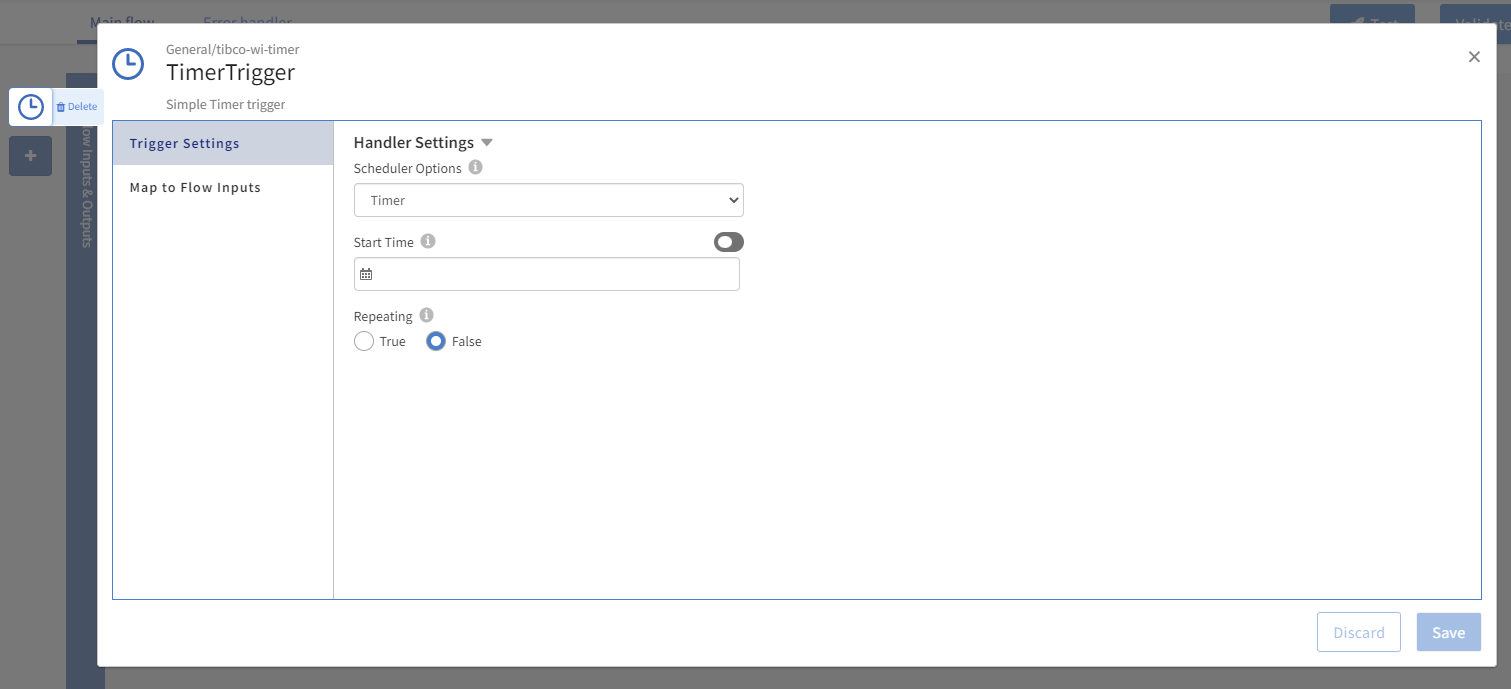 Main flow
Error handler
Test
Validate
General/tibco-wi-timer
TimerTrigger
Simple Timer trigger
Delete
Flow Inputs & Outputs
Trigger Settings
Map to Flow Inputs
Handler Settings
Scheduler Options
Timer
Start Time
Repeating
True
False
Discard
Save